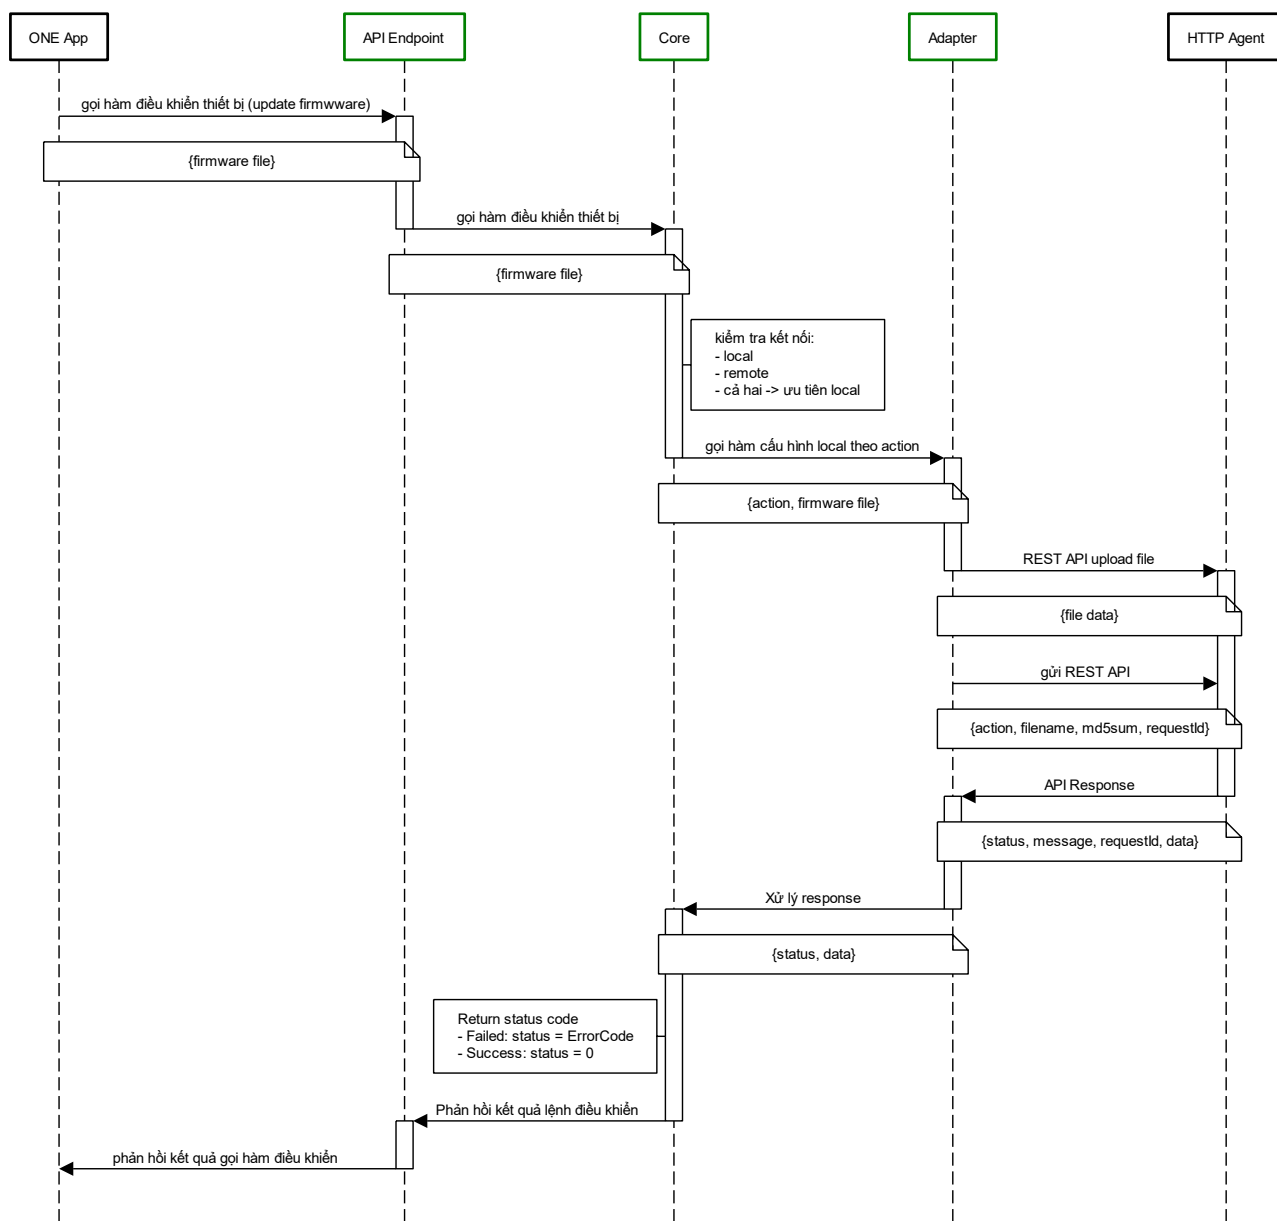 ONE App
API Endpoint
Core
Adapter
HTTP Agent
gọi hàm điều khiển thiết bị (update firmwware)
{firmware file}
gọi hàm điều khiển thiết bị
{firmware file}
kiểm tra kết nối:
- local
- remote
- cả hai -> ưu tiên local
gọi hàm cấu hình local theo action
{action, firmware file}
REST API upload file
{file data}
gửi REST API
{action, filename, md5sum, requestId}
API Response
{status, message, requestId, data}
Xử lý response
{status, data}
Return status code
- Failed: status = ErrorCode
- Success: status = 0
Phản hồi kết quả lệnh điều khiển
phản hồi kết quả gọi hàm điều khiển